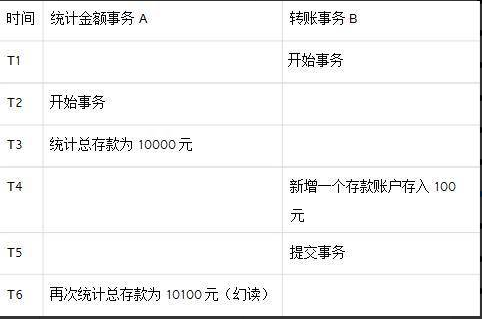 时间 统计金额事务 A 转账事务 B
T1 开始事务
T2 开始事务
T3 统计总存款为 10000 元
T4 新增一个存款账户存入 100
元
T5 提交事务
T6 再次统计总存款为 10100 元（幻读）